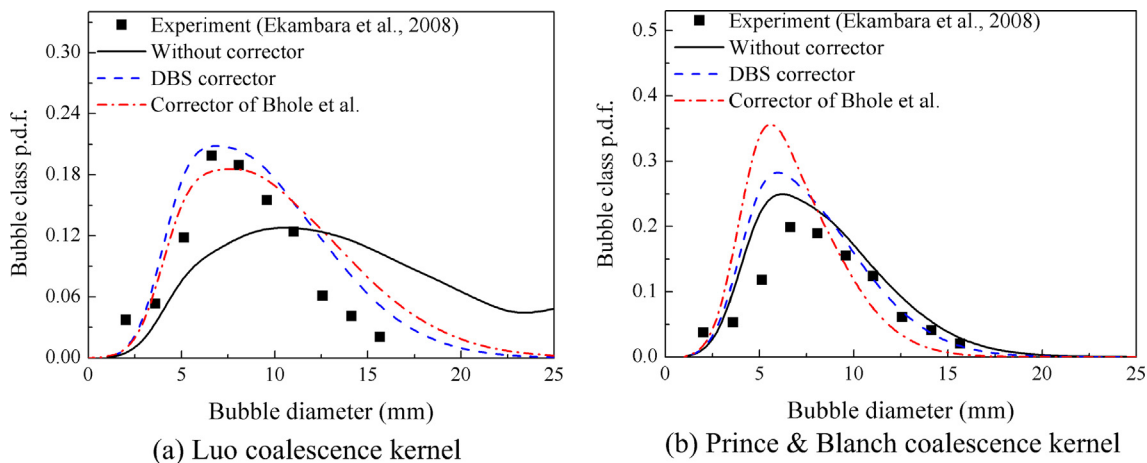 0.33
0.27
0.18
0.12
0.06
0.00
Bubble class p.d.f.
Experiment (Ekambara et al., 2008)
Without corrector
DBS corrector
Corrector of Bhole et al.
0 5 10 15 20 25
Bubble diameter (mm)
(a) Luo coalescence kernel
0.5
0.4
0.3
0.2
0.1
0.0
Bubble class p.d.f.
Experiment (Ekambara et al., 2008)
Without corrector
DBS corrector
Corrector of Bhole et al.
0 5 10 15 20 25
Bubble diameter (mm)
(b) Prince & Blanch coalescence kernel